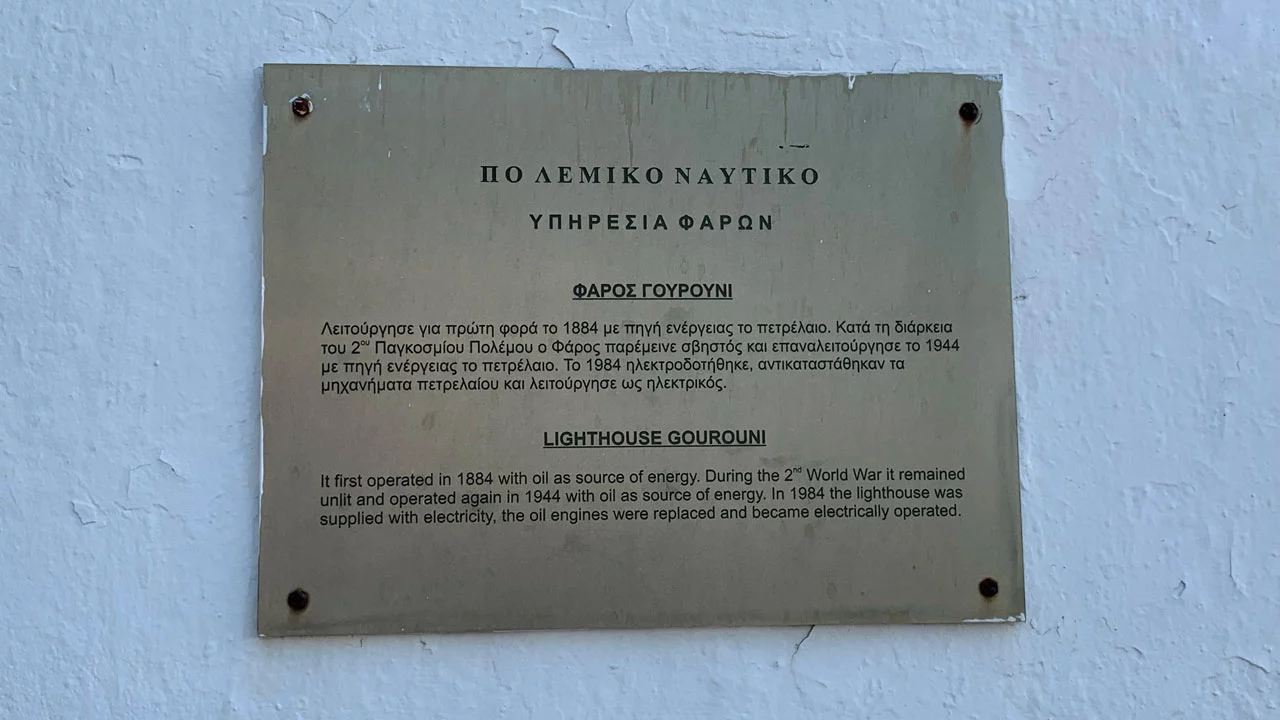 ΠΟΛΕΜΙΚΟ ΝΑΥΤΙΚΟ
ΥΠΗΡΕΣΙΑ ΦΑΡΩΝ
ΦΑΡΟΣ ΓΟΥΡΟΥΝΙ
Λειτούργησε για πρώτη φορά το 1884 με πηγή ενέργειας το πετρέλαιο. Κατά τη διάρκεια
του 2ου Παγκοσμίου Πολέμου ο Φάρος παρέμεινε σβηστός και επαναλειτούργησε το 1944
με πηγή ενέργειας το πετρέλαιο. Το 1984 ηλεκτροδοτήθηκε, αντικαταστάθηκαν τα
μηχανήματα πετρελαίου και λειτούργησε ως ηλεκτρικός.
LIGHTHOUSE GOUROUNI
It first operated in 1884 with oil as source of energy. During the 2nd World War it remained
unlit and operated again in 1944 with oil as source of energy. In 1984 the lighthouse was
supplied with electricity, the oil engines were replaced and became electrically operated.